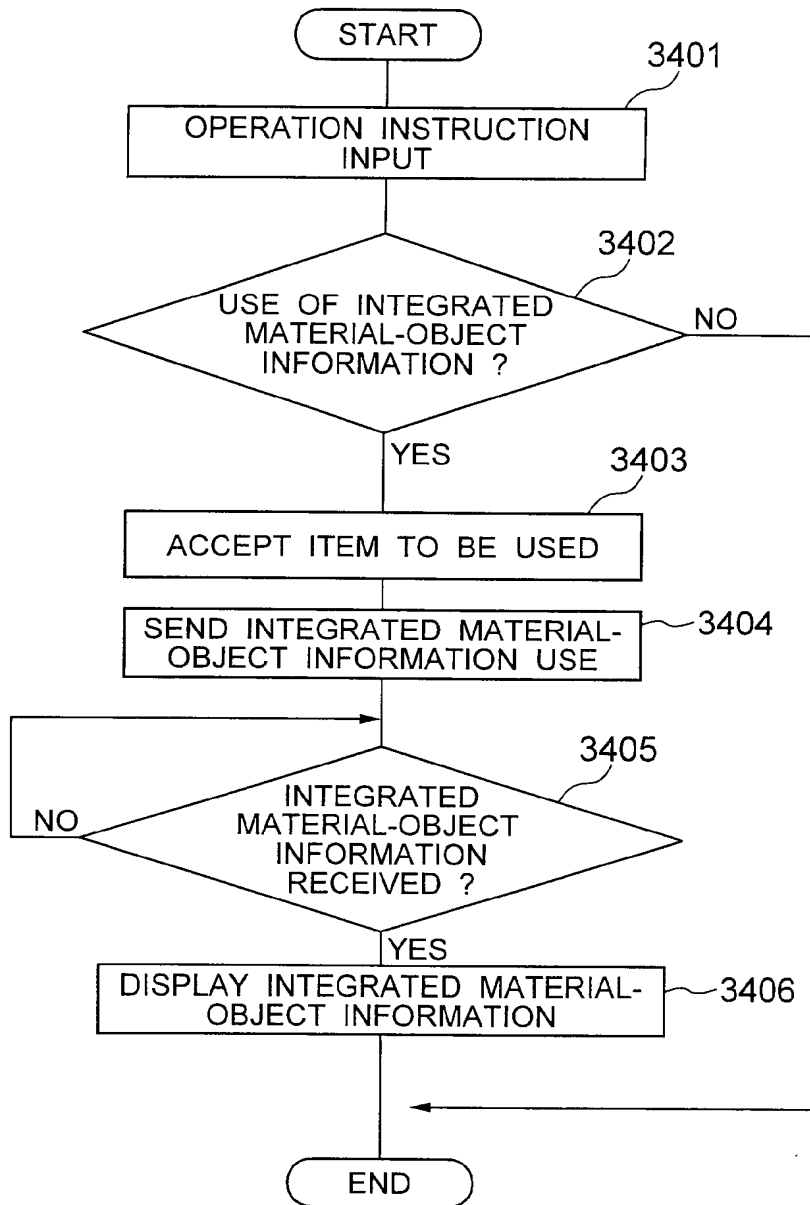 START
3401
OPERATION INSTRUCTION
INPUT
3402
USE OF INTEGRATED
MATERIAL-OBJECT
INFORMATION ?
NO
YES
3403
ACCEPT ITEM TO BE USED
SEND INTEGRATED MATERIAL-
OBJECT INFORMATION USE
3404
3405
INTEGRATED
MATERIAL-OBJECT
INFORMATION
RECEIVED ?
NO
YES
DISPLAY INTEGRATED MATERIAL-
OBJECT INFORMATION
3406
END